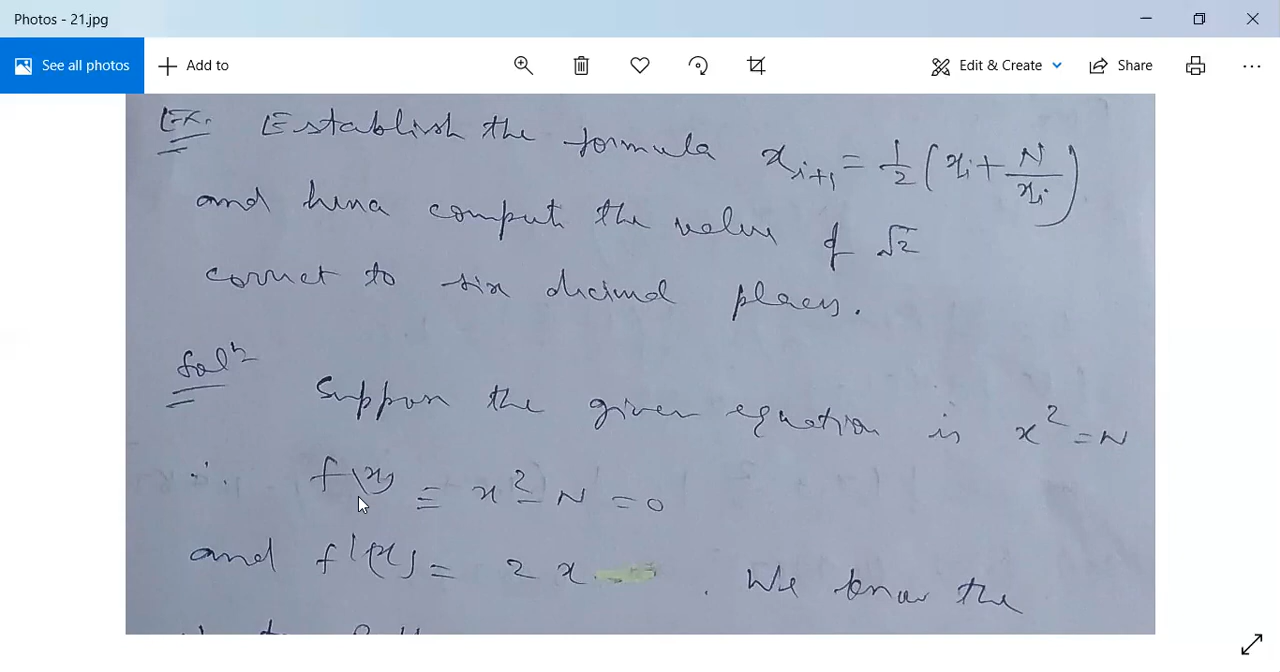 Photos - 21.jpg
See all photos
Add to
Edit & Create
Share
Ex. Establish the formula x_{i+1} = 1/2 (x_i + N/x_i)
and hence compute the value of √2
correct to six decimal places.
Solⁿ
Suppose the given equation is x² = N
∴ f(x) ≡ x² - N = 0
and f'(x) = 2x. We know the